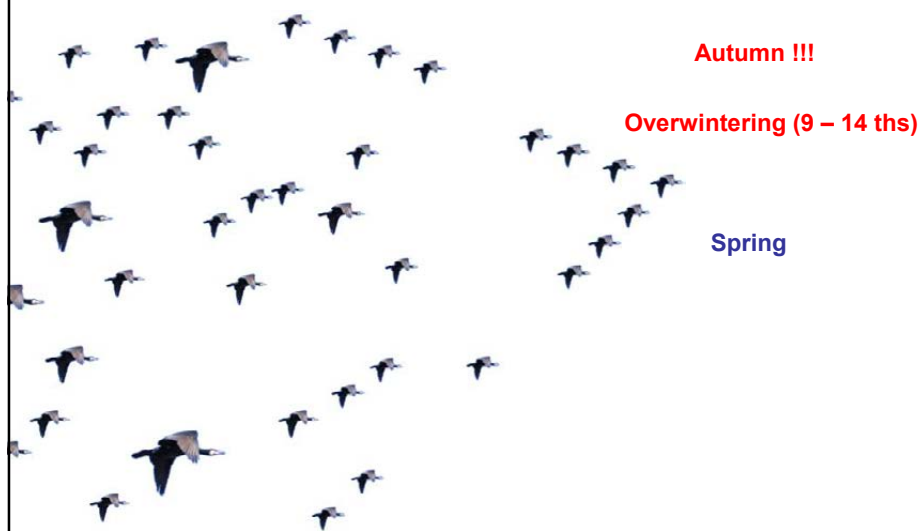 Autumn !!!
Overwintering (9 – 14 ths)
Spring